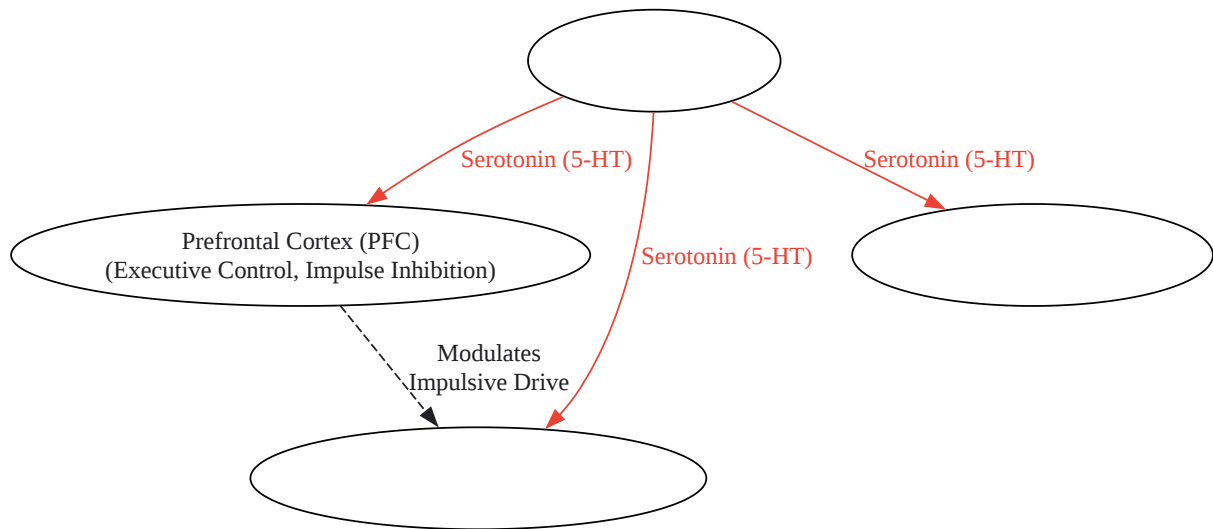 Serotonin (5-HT)
Serotonin (5-HT)
Prefrontal Cortex (PFC)
(Executive Control, Impulse Inhibition)
Serotonin (5-HT)
Modulates
Impulsive Drive